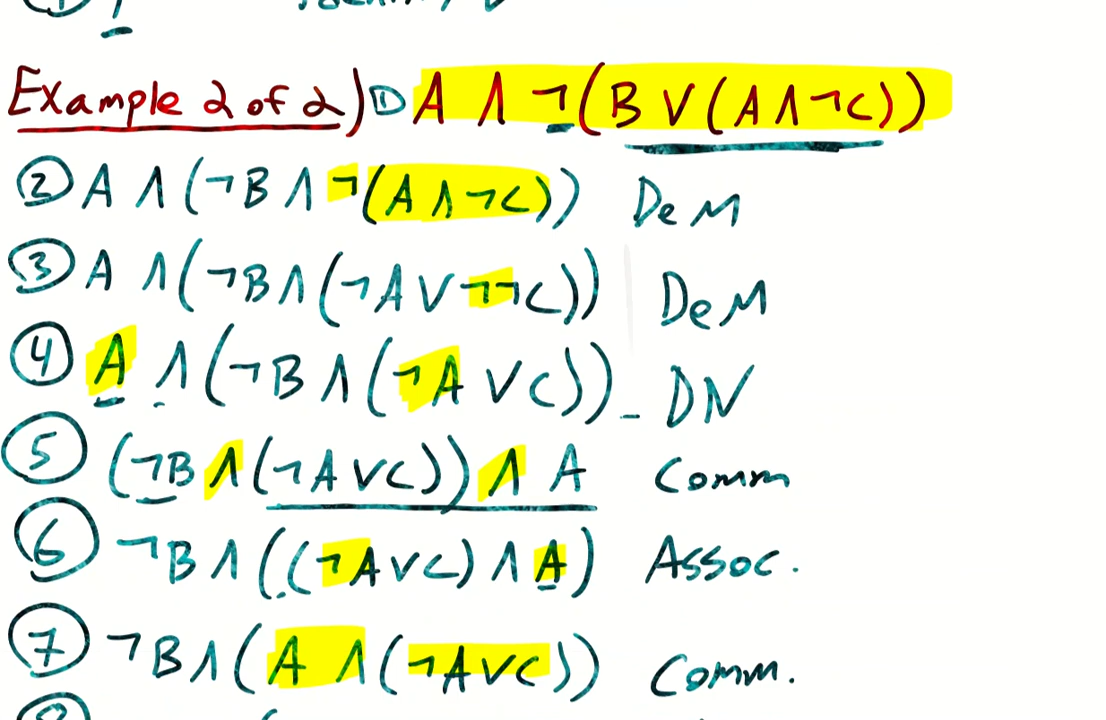 Example 2 of 2) ① A ∧ ¬(B ∨ (A ∧ ¬C))
② A ∧ (¬B ∧ ¬(A ∧ ¬C)) DeM
③ A ∧ (¬B ∧ (¬A ∨ ¬¬C)) DeM
④ A ∧ (¬B ∧ (¬A ∨ C)) DN
⑤ (¬B ∧ (¬A ∨ C)) ∧ A Comm
⑥ ¬B ∧ ((¬A ∨ C) ∧ A) Assoc.
⑦ ¬B ∧ (A ∧ (¬A ∨ C)) Comm.